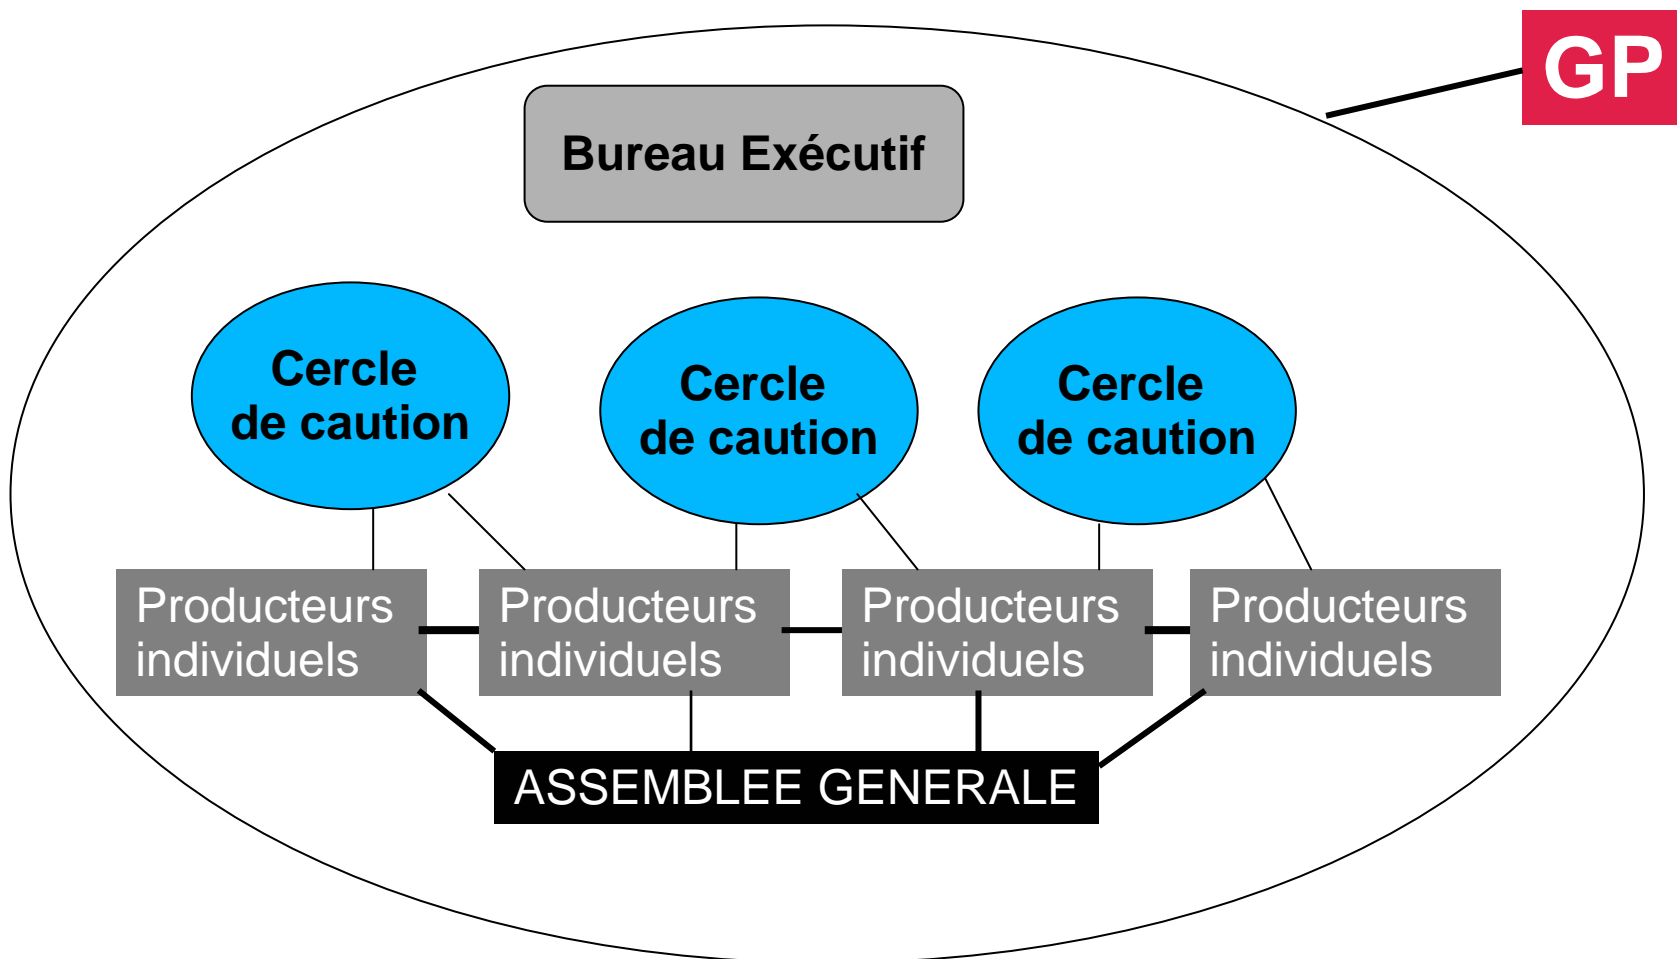 GP
Bureau Exécutif
Cercle
de caution
Cercle
de caution
Cercle
de caution
Producteurs
individuels
Producteurs
individuels
Producteurs
individuels
Producteurs
individuels
ASSEMBLEE GENERALE